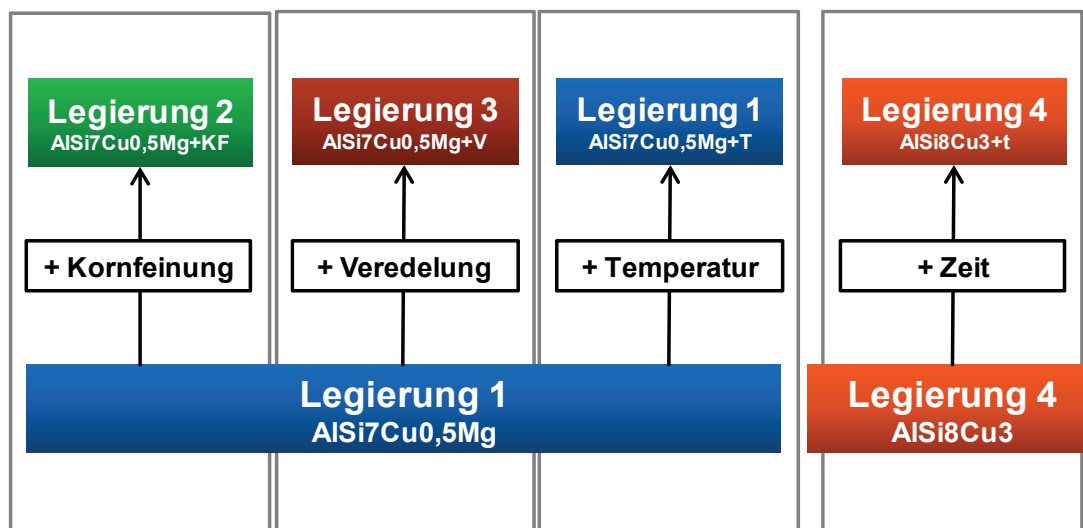 Legierung 2
AlSi7Cu0,5Mg+KF
Legierung 3
AlSi7Cu0,5Mg+V
Legierung 1
AlSi7Cu0,5Mg+T
Legierung 4
AlSi8Cu3+t
+ Kornfeinung
+ Veredelung
+ Temperatur
+ Zeit
Legierung 1
AlSi7Cu0,5Mg
Legierung 4
AlSi8Cu3